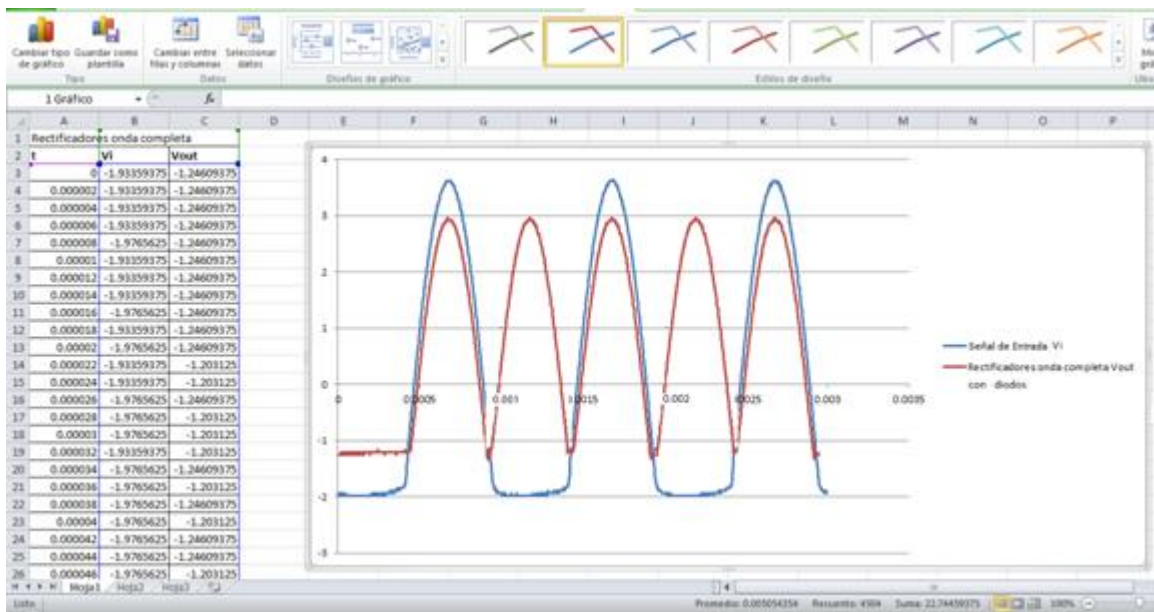 Cambiar tipo Guardar como Cambiar entre Seleccionar
de gráfico plantilla filas y columnas datos
Tipo Datos Diseños de gráfico Estilos de diseño
1 Gráfico fx
A B C D E F G H I J K L M N O P
1 Rectificadores onda completa
2 t Vi Vout
3 0 -1.93359375 -1.24609375
4 0.000002 -1.93359375 -1.24609375
5 0.000004 -1.93359375 -1.24609375
6 0.000006 -1.93359375 -1.24609375
7 0.000008 -1.9765625 -1.24609375
8 0.00001 -1.93359375 -1.24609375
9 0.000012 -1.93359375 -1.24609375
10 0.000014 -1.93359375 -1.24609375
11 0.000016 -1.9765625 -1.24609375
12 0.000018 -1.93359375 -1.24609375
13 0.00002 -1.9765625 -1.24609375
14 0.000022 -1.93359375 -1.203125
15 0.000024 -1.93359375 -1.203125
16 0.000026 -1.9765625 -1.24609375
17 0.000028 -1.9765625 -1.203125
18 0.00003 -1.9765625 -1.203125
19 0.000032 -1.93359375 -1.203125
20 0.000034 -1.9765625 -1.24609375
21 0.000036 -1.9765625 -1.203125
22 0.000038 -1.9765625 -1.24609375
23 0.00004 -1.9765625 -1.203125
24 0.000042 -1.9765625 -1.24609375
25 0.000044 -1.9765625 -1.24609375
26 0.000046 -1.9765625 -1.203125
4
3
2
1
0
0 0.0005 0.001 0.0015 0.002 0.0025 0.003 0.0035
-1
-2
-3
Señal de Entrada Vi
Rectificadores onda completa Vout
con diodos
Hoja1 Hoja2 Hoja3
Listo Promedio: 0.005054354 Recuento: 4504 Suma: 22.74459375 100%